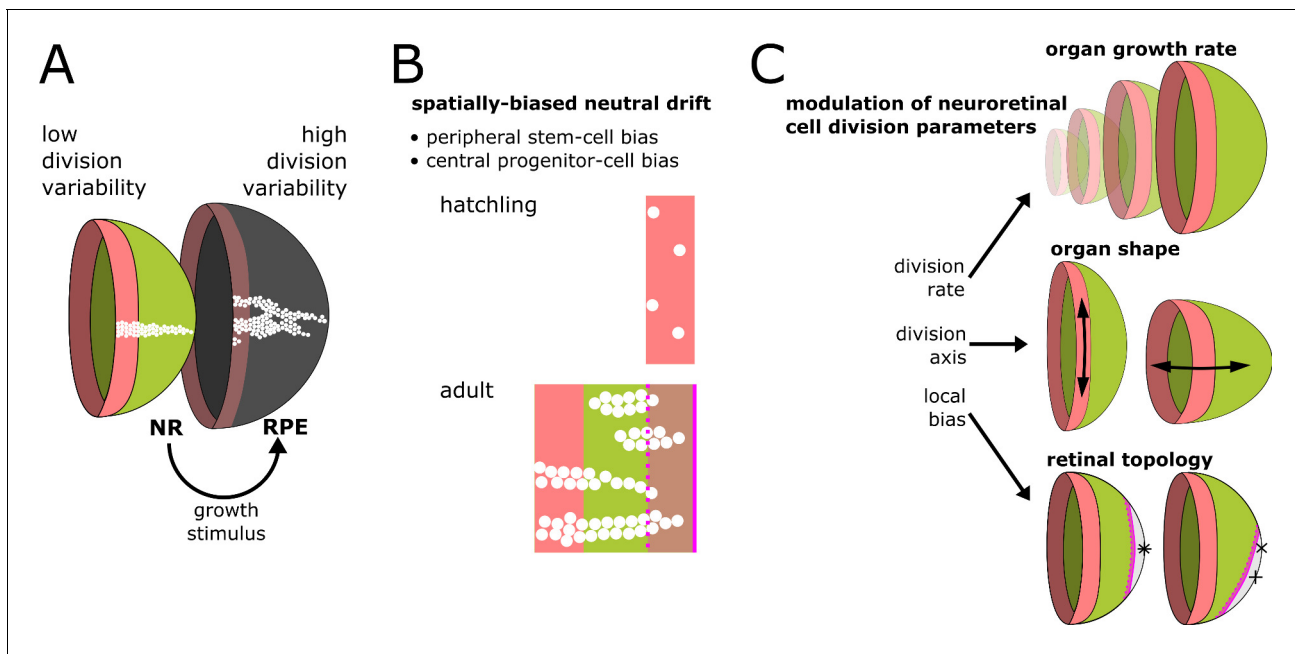 A
low
division
variability
high
division
variability
NR
RPE
growth
stimulus
B
spatially-biased neutral drift
• peripheral stem-cell bias
• central progenitor-cell bias
hatchling
adult
C
modulation of neuroretinal
cell division parameters
organ growth rate
division
rate
organ shape
division
axis
local
bias
retinal topology